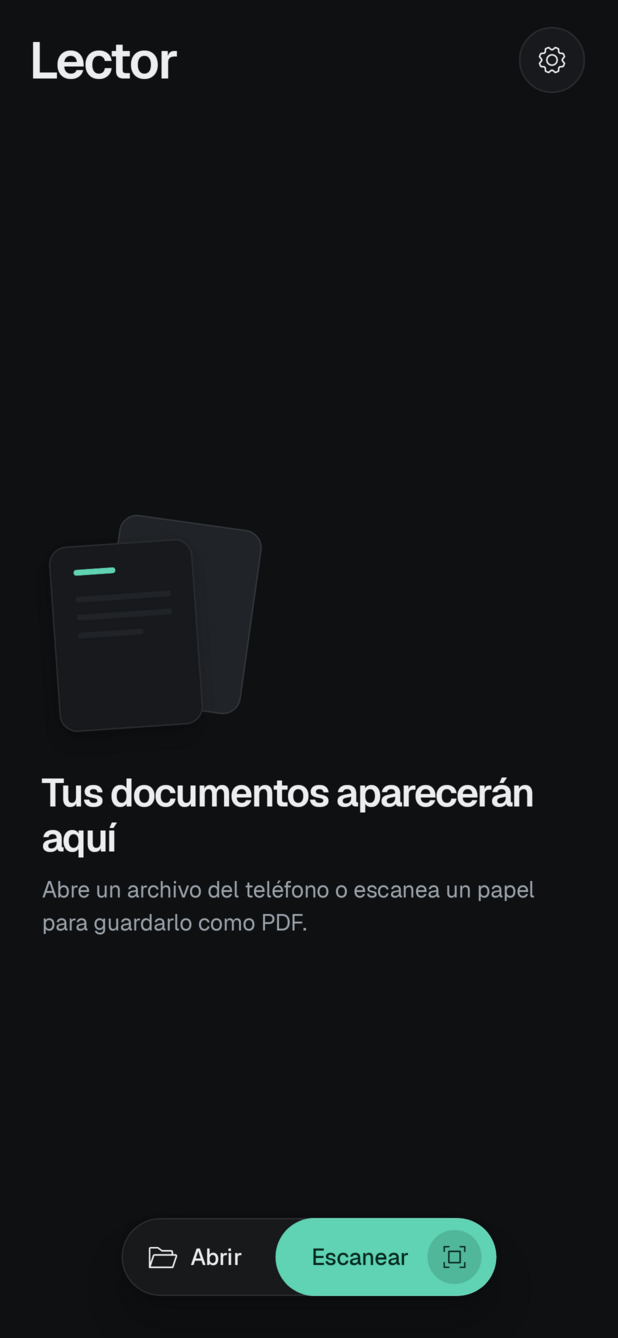 Lector
Tus documentos aparecerán
aquí
Abre un archivo del teléfono o escanea un papel
para guardarlo como PDF.
Abrir
Escanear